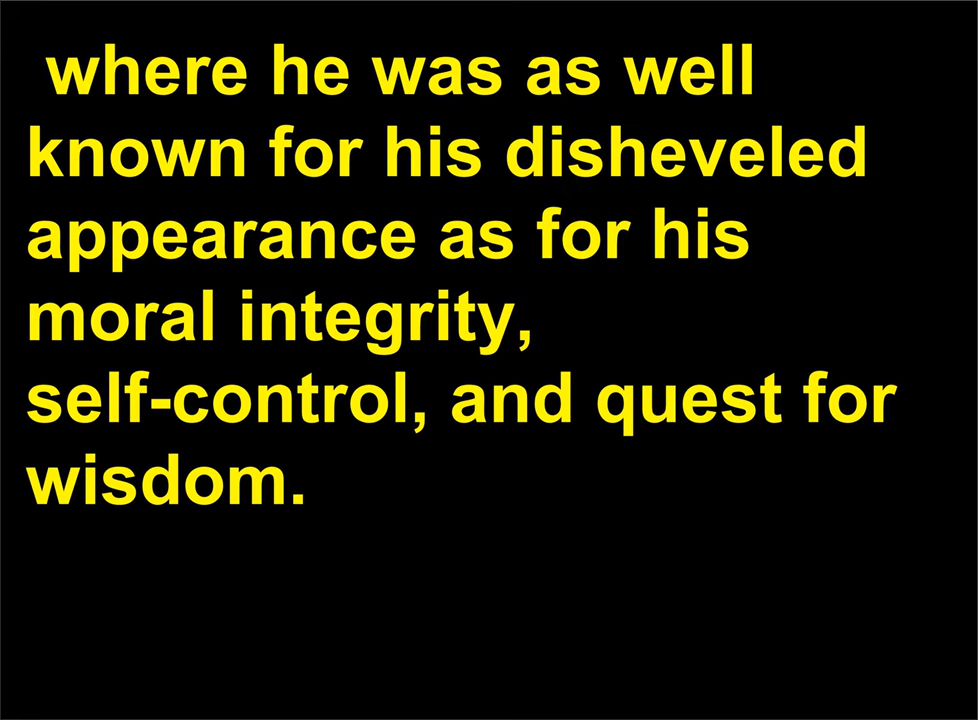 where he was as well
known for his disheveled
appearance as for his
moral integrity,
self-control, and quest for
wisdom.